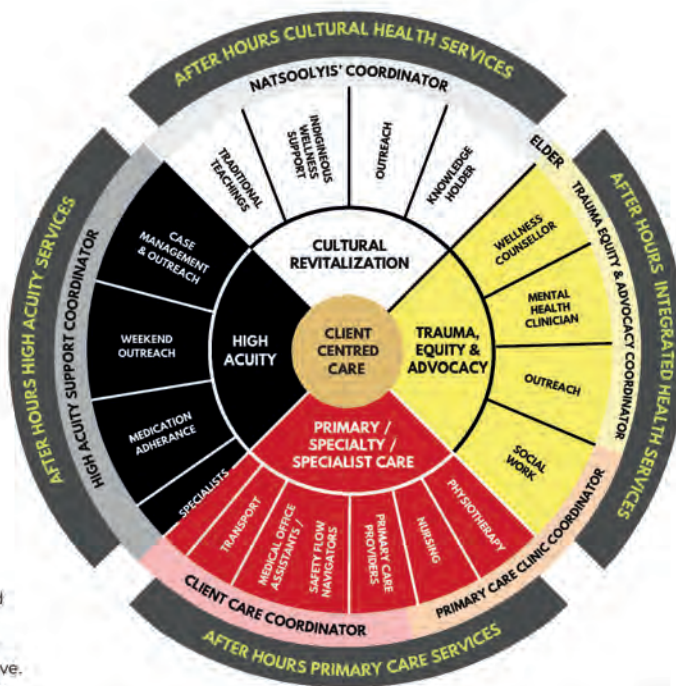 AFTER HOURS CULTURAL HEALTH SERVICES
NATSOOLYIS' COORDINATOR
TRADITIONAL
TEACHINGS
INDIGINEOUS
WELLNESS
SUPPORT
OUTREACH
KNOWLEDGE
HOLDER
ELDER
CULTURAL
REVITALIZATION
AFTER HOURS INTEGRATED HEALTH SERVICES
TRAUMA EQUITY & ADVOCACY COORDINATOR
WELLNESS
COUNSELLOR
MENTAL
HEALTH
CLINICIAN
OUTREACH
SOCIAL
WORK
TRAUMA,
EQUITY &
ADVOCACY
CLIENT
CENTRED
CARE
AFTER HOURS HIGH ACUITY SERVICES
HIGH ACUITY SUPPORT COORDINATOR
CASE
MANAGEMENT
& OUTREACH
WEEKEND
OUTREACH
MEDICATION
ADHERANCE
SPECIALISTS
HIGH
ACUITY
PRIMARY /
SPECIALTY /
SPECIALIST CARE
TRANSPORT
MEDICAL OFFICE
ASSISTANTS /
SAFETY FLOW
NAVIGATORS
PRIMARY CARE
PROVIDERS
NURSING
PHYSIOTHERAPY
CLIENT CARE COORDINATOR
PRIMARY CARE CLINIC COORDINATOR
AFTER HOURS PRIMARY CARE SERVICES